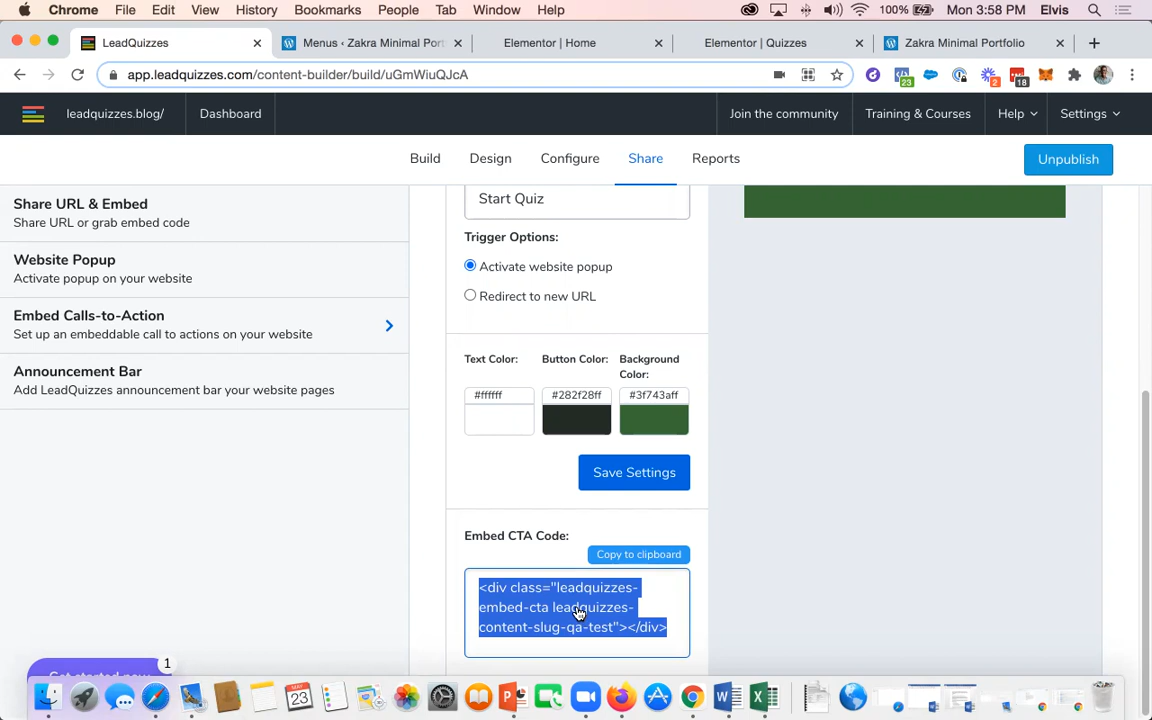 Chrome File Edit View History Bookmarks People Tab Window Help 100% Mon 3:58 PM Elvis
LeadQuizzes Menus ‹ Zakra Minimal Port Elementor | Home Elementor | Quizzes Zakra Minimal Portfolio
app.leadquizzes.com/content-builder/build/uGmWiuQJcA 23 2 18
leadquizzes.blog/ Dashboard Join the community Training & Courses Help Settings
Build Design Configure Share Reports Unpublish
Share URL & Embed
Share URL or grab embed code
Website Popup
Activate popup on your website
Embed Calls-to-Action
Set up an embeddable call to actions on your website
Announcement Bar
Add LeadQuizzes announcement bar your website pages
Start Quiz
Trigger Options:
Activate website popup
Redirect to new URL
Text Color: Button Color: Background
Color:
#ffffff #282f28ff #3f743aff
Save Settings
Embed CTA Code:
Copy to clipboard
<div class="leadquizzes-
embed-cta leadquizzes-
content-slug-qa-test"></div>
Get started now 1
23